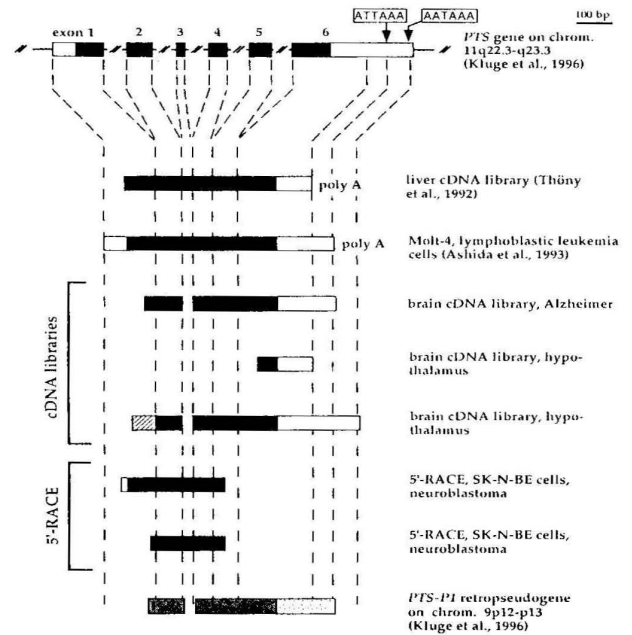 ATTAAA AATAAA 100 bp
exon 1 2 3 4 5 6
PTS gene on chrom.
11q22.3-q23.3
(Kluge et al., 1996)
poly A
liver cDNA library (Thöny
et al., 1992)
poly A
Molt-4, lymphoblastic leukemia
cells (Ashida et al., 1993)
cDNA libraries
brain cDNA library, Alzheimer
brain cDNA library, hypo-
thalamus
brain cDNA library, hypo-
thalamus
5'-RACE
5'-RACE, SK-N-BE cells,
neuroblastoma
5'-RACE, SK-N-BE cells,
neuroblastoma
PTS-P1 retropseudogene
on chrom. 9p12-p13
(Kluge et al., 1996)